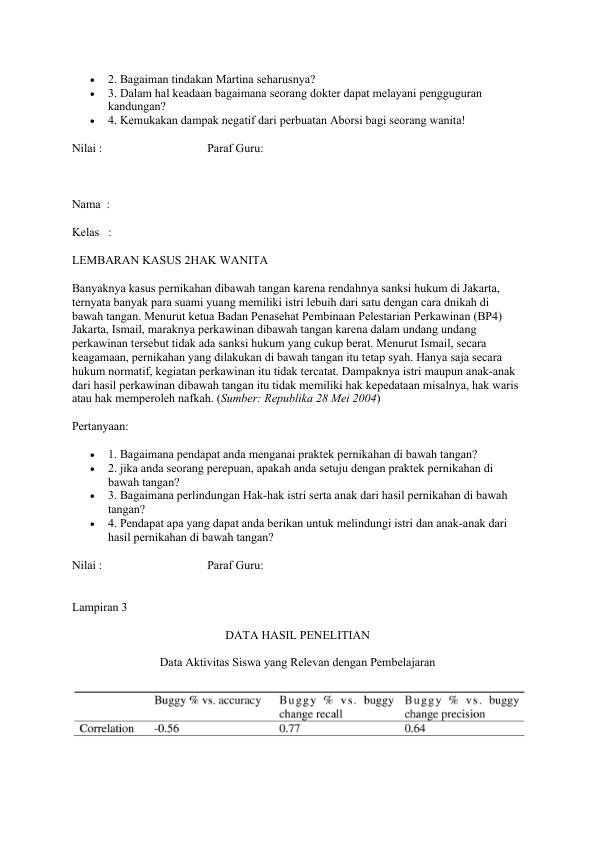 • 2. Bagaiman tindakan Martina seharusnya?
• 3. Dalam hal keadaan bagaimana seorang dokter dapat melayani pengguguran
kandungan?
• 4. Kemukakan dampak negatif dari perbuatan Aborsi bagi seorang wanita!
Nilai : Paraf Guru:
Nama :
Kelas :
LEMBARAN KASUS 2HAK WANITA
Banyaknya kasus pernikahan dibawah tangan karena rendahnya sanksi hukum di Jakarta,
ternyata banyak para suami yuang memiliki istri lebuih dari satu dengan cara dnikah di
bawah tangan. Menurut ketua Badan Penasehat Pembinaan Pelestarian Perkawinan (BP4)
Jakarta, Ismail, maraknya perkawinan dibawah tangan karena dalam undang undang
perkawinan tersebut tidak ada sanksi hukum yang cukup berat. Menurut Ismail, secara
keagamaan, pernikahan yang dilakukan di bawah tangan itu tetap syah. Hanya saja secara
hukum normatif, kegiatan perkawinan itu tidak tercatat. Dampaknya istri maupun anak-anak
dari hasil perkawinan dibawah tangan itu tidak memiliki hak kepedataan misalnya, hak waris
atau hak memperoleh nafkah. (Sumber: Republika 28 Mei 2004)
Pertanyaan:
• 1. Bagaimana pendapat anda menganai praktek pernikahan di bawah tangan?
• 2. jika anda seorang perepuan, apakah anda setuju dengan praktek pernikahan di
bawah tangan?
• 3. Bagaimana perlindungan Hak-hak istri serta anak dari hasil pernikahan di bawah
tangan?
• 4. Pendapat apa yang dapat anda berikan untuk melindungi istri dan anak-anak dari
hasil pernikahan di bawah tangan?
Nilai : Paraf Guru:
Lampiran 3
DATA HASIL PENELITIAN
Data Aktivitas Siswa yang Relevan dengan Pembelajaran
Buggy % vs. accuracy Buggy % vs. buggy Buggy % vs. buggy
change recall change precision
Correlation -0.56 0.77 0.64